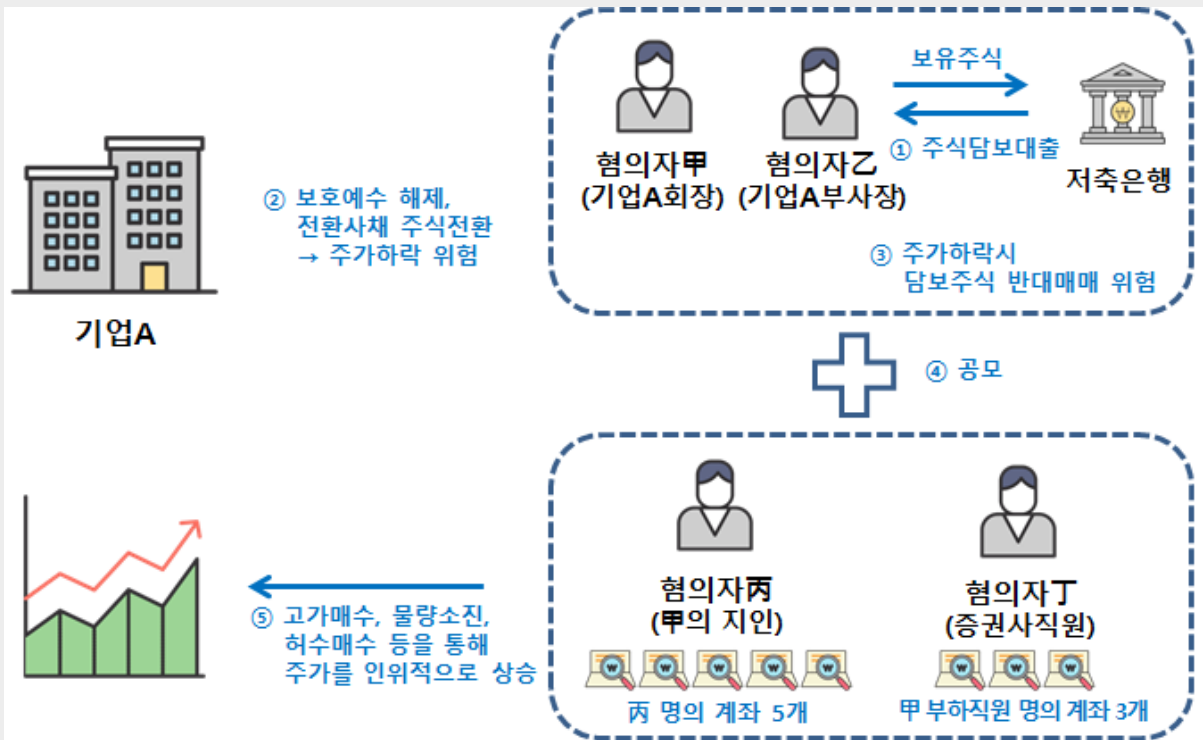 보유주식
① 주식담보대출
혐의자甲
(기업A회장)
혐의자乙
(기업A부사장)
저축은행
② 보호예수 해제,
전환사채 주식전환
→ 주가하락 위험
③ 주가하락시
담보주식 반대매매 위험
기업A
④ 공모
혐의자丙
(甲의 지인)
혐의자丁
(증권사직원)
⑤ 고가매수, 물량소진,
허수매수 등을 통해
주가를 인위적으로 상승
丙 명의 계좌 5개
甲 부하직원 명의 계좌 3개